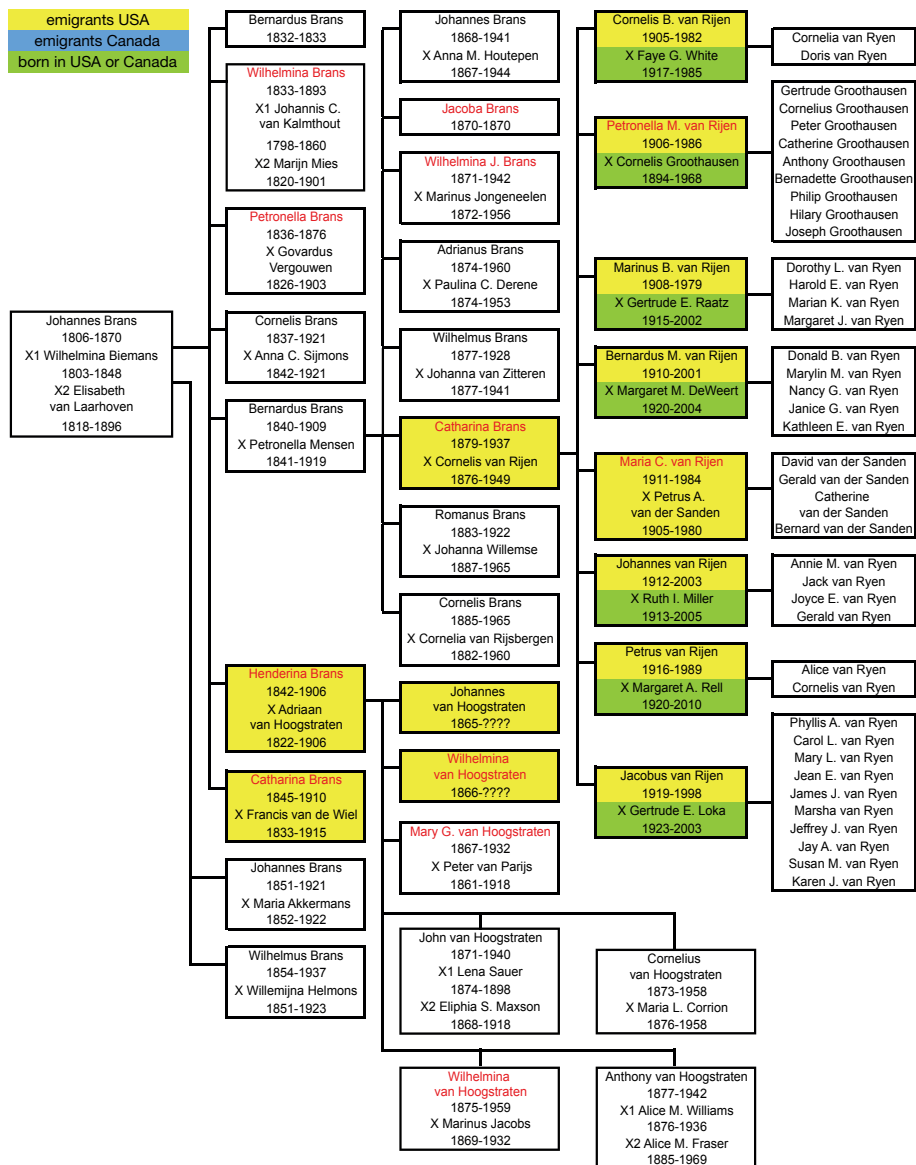 emigrants USA
emigrants Canada
born in USA or Canada
Johannes Brans
1806-1870
X1 Wilhelmina Biemans
1803-1848
X2 Elisabeth
van Laarhoven
1818-1896
Bernardus Brans
1832-1833
Wilhelmina Brans
1833-1893
X1 Johannis C.
van Kalmthout
1798-1860
X2 Marijn Mies
1820-1901
Petronella Brans
1836-1876
X Govardus
Vergouwen
1826-1903
Cornelis Brans
1837-1921
X Anna C. Sijmons
1842-1921
Bernardus Brans
1840-1909
X Petronella Mensen
1841-1919
Henderina Brans
1842-1906
X Adriaan
van Hoogstraten
1822-1906
Catharina Brans
1845-1910
X Francis van de Wiel
1833-1915
Johannes Brans
1851-1921
X Maria Akkermans
1852-1922
Wilhelmus Brans
1854-1937
X Willemijna Helmons
1851-1923
Johannes Brans
1868-1941
X Anna M. Houtepen
1867-1944
Jacoba Brans
1870-1870
Wilhelmina J. Brans
1871-1942
X Marinus Jongeneelen
1872-1956
Adrianus Brans
1874-1960
X Paulina C. Derene
1874-1953
Wilhelmus Brans
1877-1928
X Johanna van Zitteren
1877-1941
Catharina Brans
1879-1937
X Cornelis van Rijen
1876-1949
Romanus Brans
1883-1922
X Johanna Willemse
1887-1965
Cornelis Brans
1885-1965
X Cornelia van Rijsbergen
1882-1960
Johannes
van Hoogstraten
1865-????
Wilhelmina
van Hoogstraten
1866-????
Mary G. van Hoogstraten
1867-1932
X Peter van Parijs
1861-1918
John van Hoogstraten
1871-1940
X1 Lena Sauer
1874-1898
X2 Eliphia S. Maxson
1868-1918
Cornelius
van Hoogstraten
1873-1958
X Maria L. Corrion
1876-1958
Wilhelmina
van Hoogstraten
1875-1959
X Marinus Jacobs
1869-1932
Anthony van Hoogstraten
1877-1942
X1 Alice M. Williams
1876-1936
X2 Alice M. Fraser
1885-1969
Cornelis B. van Rijen
1905-1982
X Faye G. White
1917-1985
Petronella M. van Rijen
1906-1986
X Cornelis Groothausen
1894-1968
Marinus B. van Rijen
1908-1979
X Gertrude E. Raatz
1915-2002
Bernardus M. van Rijen
1910-2001
X Margaret M. DeWeert
1920-2004
Maria C. van Rijen
1911-1984
X Petrus A.
van der Sanden
1905-1980
Johannes van Rijen
1912-2003
X Ruth I. Miller
1913-2005
Petrus van Rijen
1916-1989
X Margaret A. Rell
1920-2010
Jacobus van Rijen
1919-1998
X Gertrude E. Loka
1923-2003
Cornelia van Ryen
Doris van Ryen
Gertrude Groothausen
Cornelius Groothausen
Peter Groothausen
Catherine Groothausen
Anthony Groothausen
Bernadette Groothausen
Philip Groothausen
Hilary Groothausen
Joseph Groothausen
Dorothy L. van Ryen
Harold E. van Ryen
Marian K. van Ryen
Margaret J. van Ryen
Donald B. van Ryen
Marylin M. van Ryen
Nancy G. van Ryen
Janice G. van Ryen
Kathleen E. van Ryen
David van der Sanden
Gerald van der Sanden
Catherine
van der Sanden
Bernard van der Sanden
Annie M. van Ryen
Jack van Ryen
Joyce E. van Ryen
Gerald van Ryen
Alice van Ryen
Cornelis van Ryen
Phyllis A. van Ryen
Carol L. van Ryen
Mary L. van Ryen
Jean E. van Ryen
James J. van Ryen
Marsha van Ryen
Jeffrey J. van Ryen
Jay A. van Ryen
Susan M. van Ryen
Karen J. van Ryen